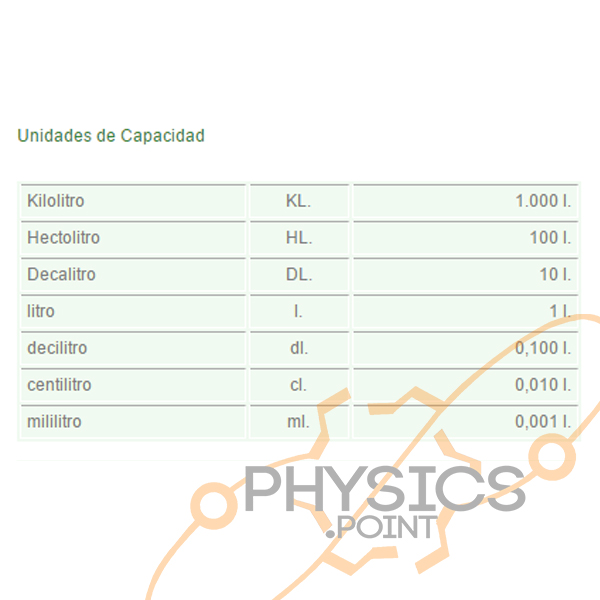 Unidades de Capacidad
Kilolitro KL. 1.000 l.
Hectolitro HL. 100 l.
Decalitro DL. 10 l.
litro l. 1 l.
decilitro dl. 0,100 l.
centilitro cl. 0,010 l.
mililitro ml. 0,001 l.
PHYSICS
.POINT